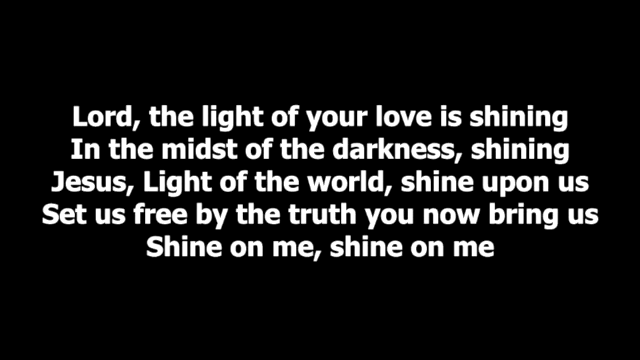 Lord, the light of your love is shining
In the midst of the darkness, shining
Jesus, Light of the world, shine upon us
Set us free by the truth you now bring us
Shine on me, shine on me